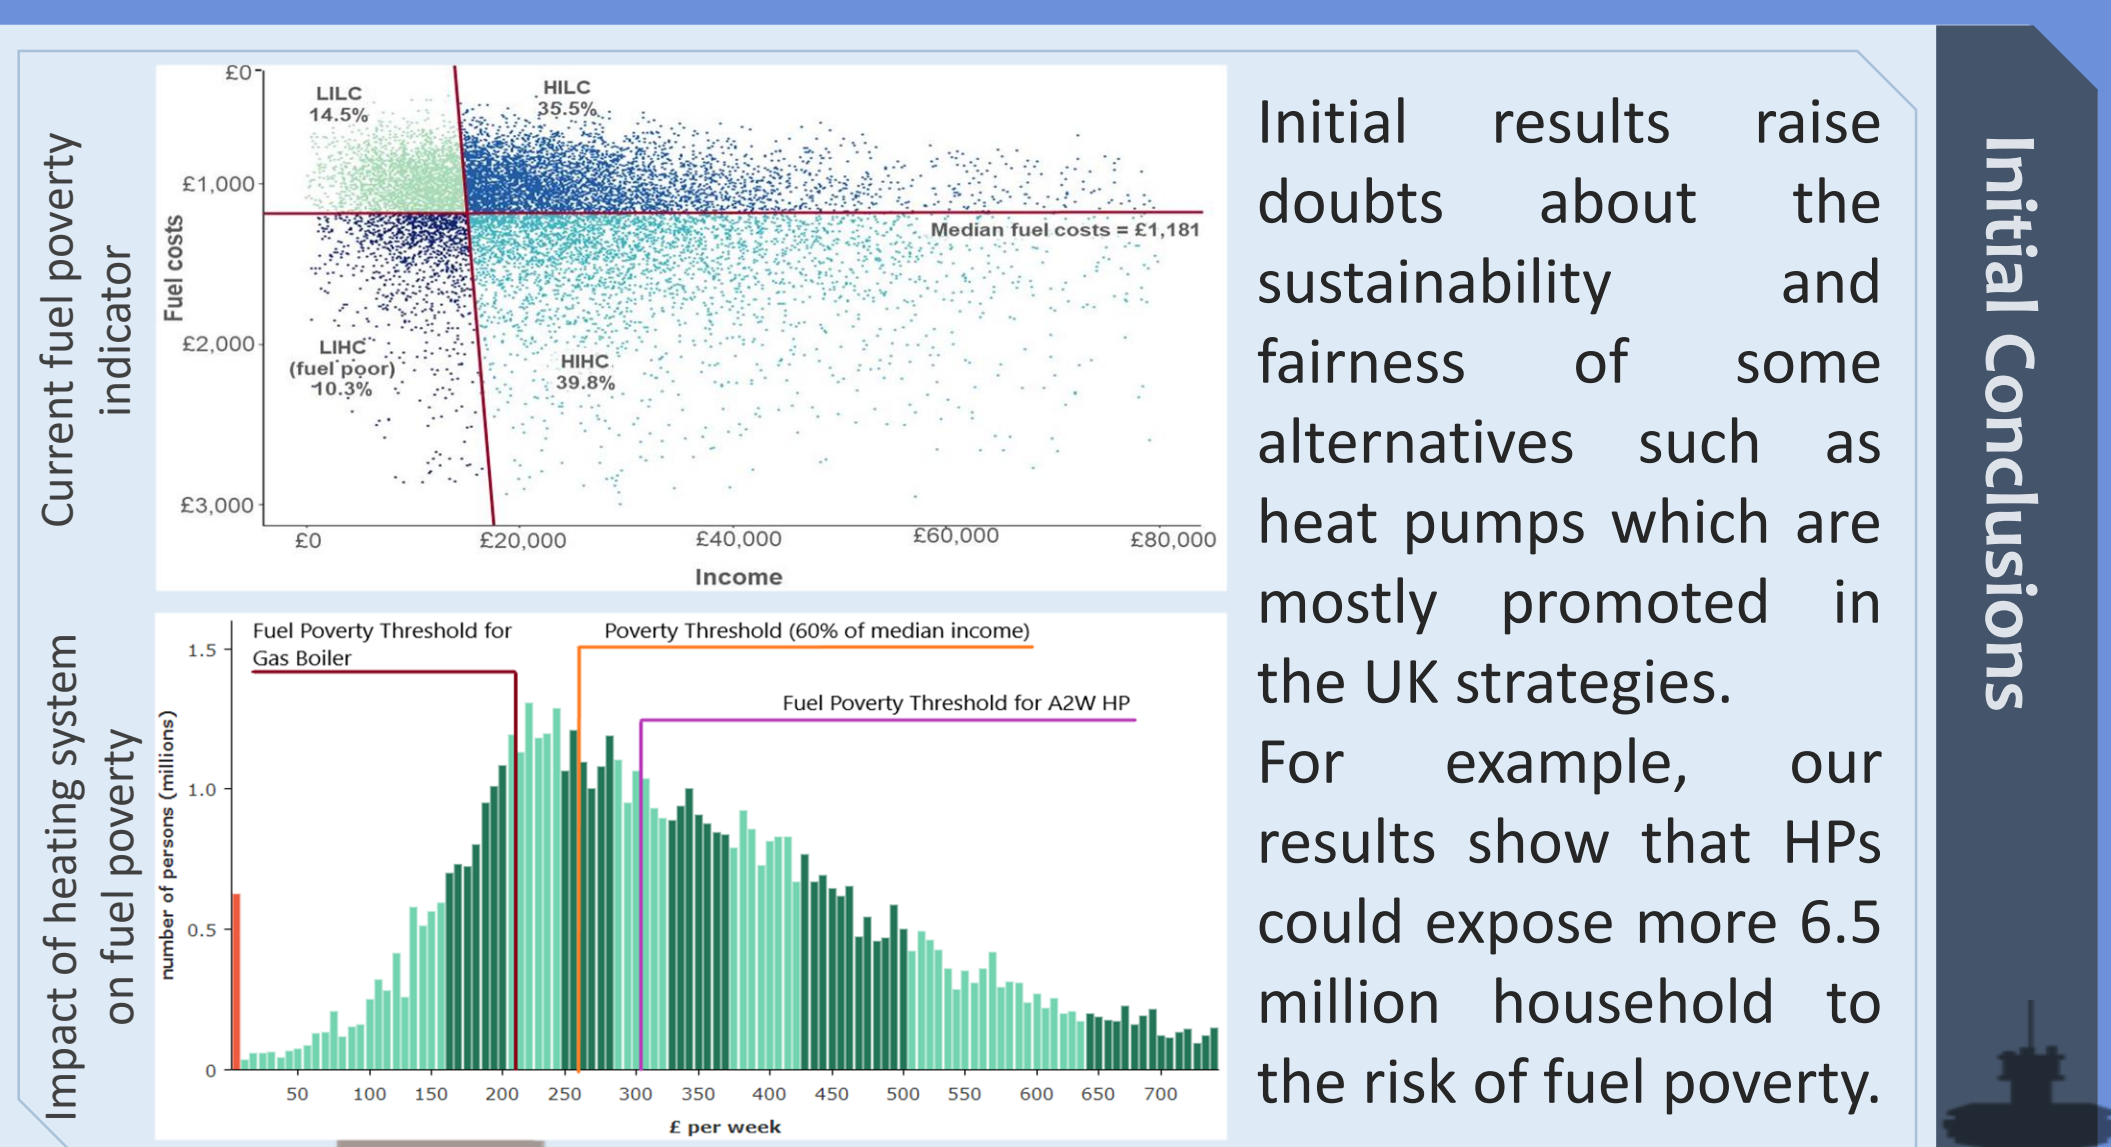 Initial Conclusions
Current fuel poverty
indicator
£0
£1,000
£2,000
£3,000
Fuel costs
LILC
14.5%
HILC
35.5%
Median fuel costs = £1,181
LIHC
(fuel poor)
10.3%
HIHC
39.8%
£0
£20,000
£40,000
£60,000
£80,000
Income
Impact of heating system
on fuel poverty
Fuel Poverty Threshold for
Gas Boiler
Poverty Threshold (60% of median income)
Fuel Poverty Threshold for A2W HP
number of persons (millions)
1.5
1.0
0.5
0
50 100 150 200 250 300 350 400 450 500 550 600 650 700
£ per week
Initial results raise
doubts about the
sustainability and
fairness of some
alternatives such as
heat pumps which are
mostly promoted in
the UK strategies.
For example, our
results show that HPs
could expose more 6.5
million household to
the risk of fuel poverty.